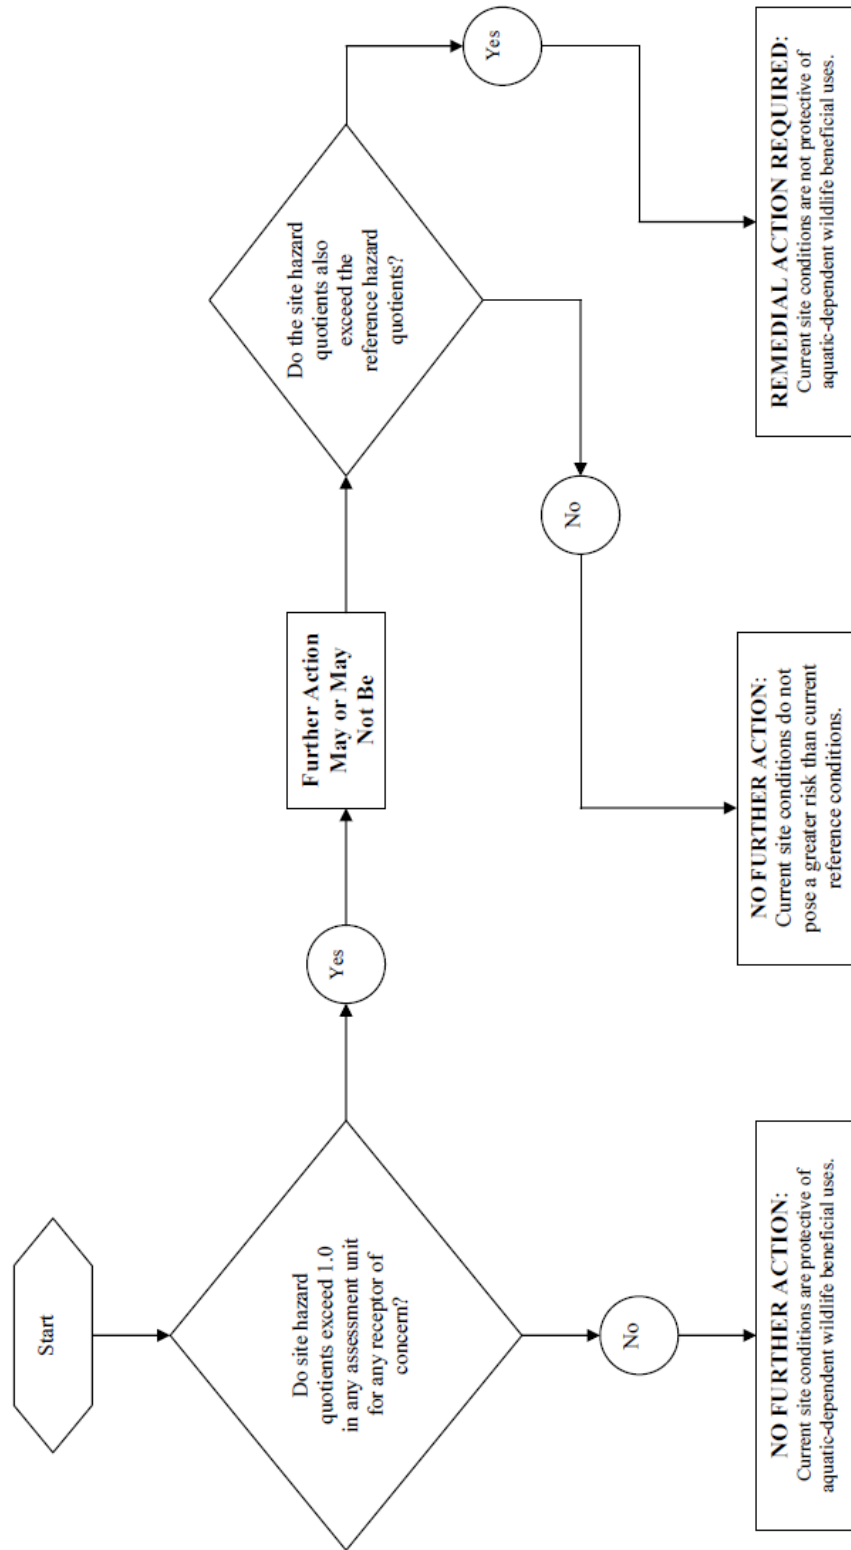 Start
Do site hazard
quotients exceed 1.0
in any assessment unit
for any receptor of
concern?
No
NO FURTHER ACTION:
Current site conditions are protective of
aquatic-dependent wildlife beneficial uses.
Yes
Further Action
May or May
Not Be
Do the site hazard
quotients also
exceed the
reference hazard
quotients?
No
NO FURTHER ACTION:
Current site conditions do not
pose a greater risk than current
reference conditions.
Yes
REMEDIAL ACTION REQUIRED:
Current site conditions are not protective of
aquatic-dependent wildlife beneficial uses.